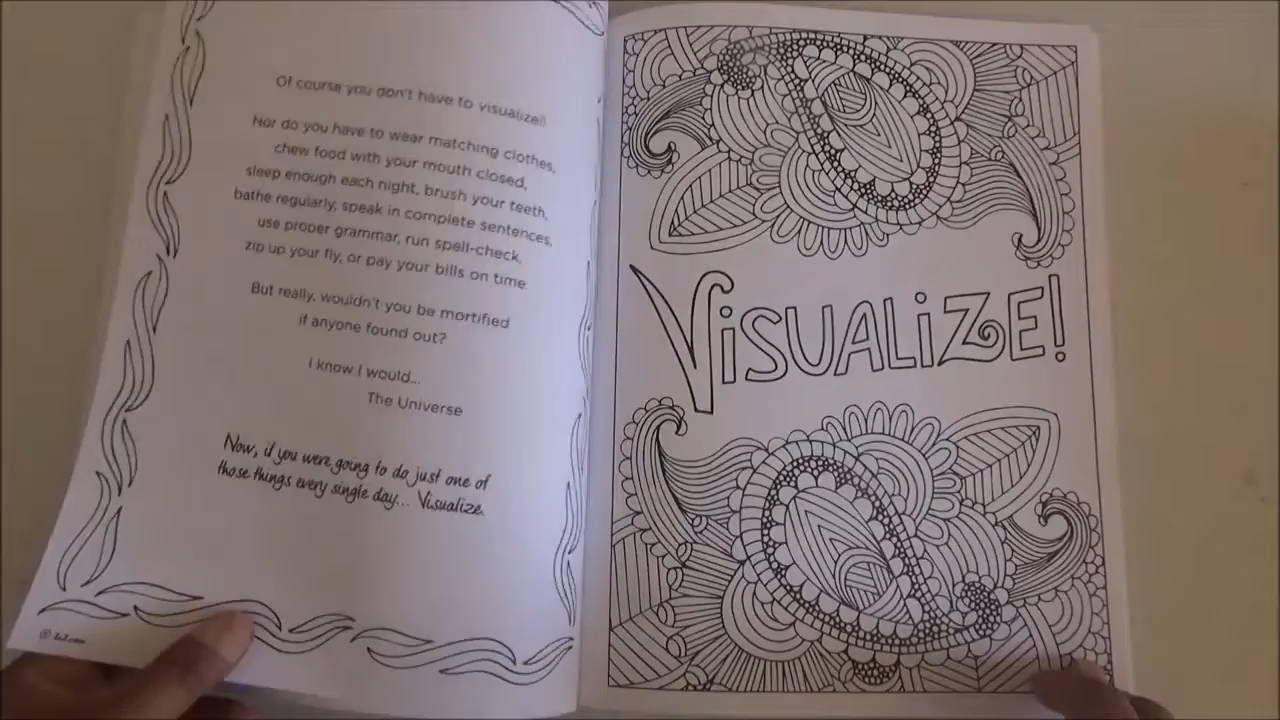 Of course you don't have to visualize!!
Nor do you have to wear matching clothes,
chew food with your mouth closed,
sleep enough each night, brush your teeth,
bathe regularly, speak in complete sentences,
use proper grammar, run spell-check,
zip up your fly, or pay your bills on time.
But really, wouldn't you be mortified
if anyone found out?
I know I would...
The Universe
Now, if you were going to do just one of
those things every single day... Visualize.
VISUALIZE!